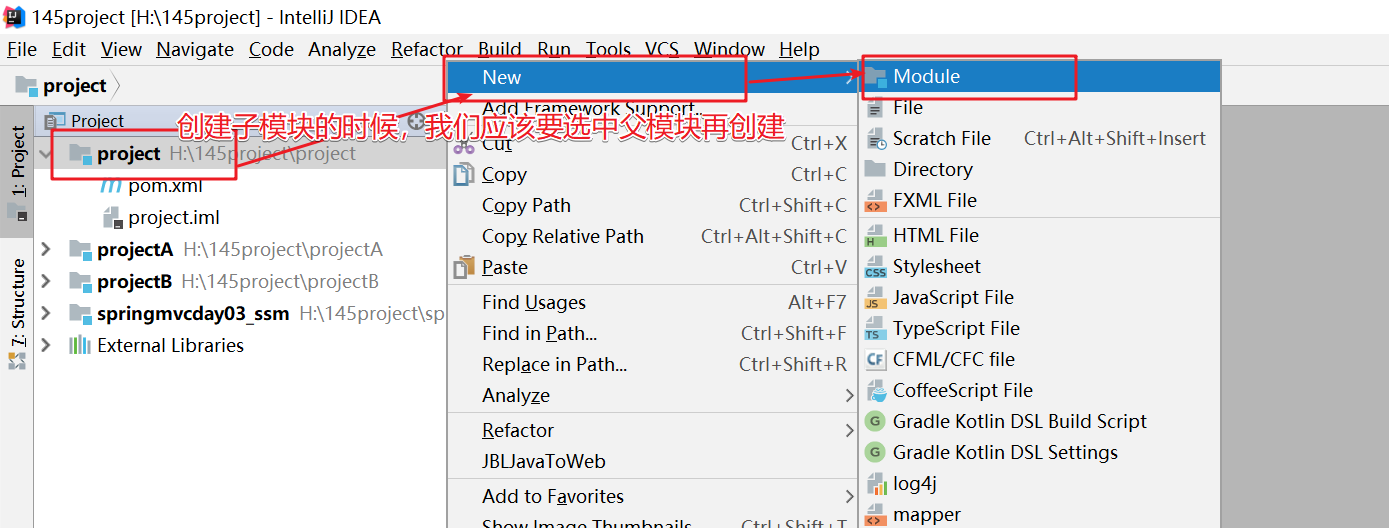 145project [H:\145project] - IntelliJ IDEA
File Edit View Navigate Code Analyze Refactor Build Run Tools VCS Window Help
project
1: Project
7: Structure
Project
project H:\145project\project
pom.xml
project.iml
projectA H:\145project\projectA
projectB H:\145project\projectB
springmvcday03_ssm H:\145project\sp
External Libraries
创建子模块的时候，我们应该要选中父模块再创建
New
Add Framework Support...
Cut Ctrl+X
Copy Ctrl+C
Copy Path Ctrl+Shift+C
Copy Relative Path Ctrl+Alt+Shift+C
Paste Ctrl+V
Find Usages Alt+F7
Find in Path... Ctrl+Shift+F
Replace in Path... Ctrl+Shift+R
Analyze
Refactor
JBLJavaToWeb
Add to Favorites
Show Image Thumbnails Ctrl+Shift+T
Module
File
Scratch File Ctrl+Alt+Shift+Insert
Directory
FXML File
HTML File
Stylesheet
JavaScript File
TypeScript File
CFML/CFC file
CoffeeScript File
Gradle Kotlin DSL Build Script
Gradle Kotlin DSL Settings
log4j
mapper